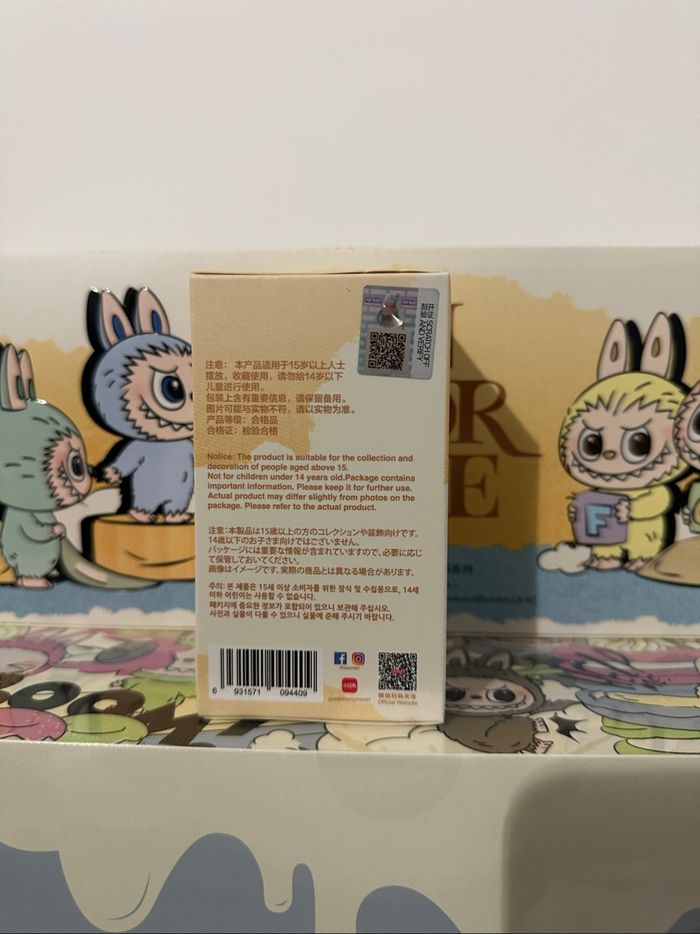 POP MART
POP MART
刮开验证
SCRATCH OFF
AND VERIFY
注意： 本产品适用于15岁以上人士
摆放，收藏使用，请勿给14岁以下
儿童进行使用。
包装上含有重要信息，请保留备用。
图片可能与实物不符，请以实物为准。
产品等级：合格品
合格证：检验合格
Notice: The product is suitable for the collection and
decoration of people aged above 15.
Not for children under 14 years old.Package contains
important information. Please keep it for further use.
Actual product may differ slightly from photos on the
package. Please refer to the actual product.
注意:本製品は15歳以上の方のコレクションや装飾向けです。
14歳以下のお子さま向けではございません。
パッケージには重要な情報が含まれていますので、必要に応じ
て保管しておいてください。
画像はイメージです。実際の商品とは異なる場合があります。
주의: 본 제품은 15세 이상 소비자를 위한 장식 및 수집용으로, 14세
이하 어린이는 사용할 수 없습니다.
패키지에 중요한 정보가 포함되어 있으니 보관해 주십시오.
사진과 실물이 다를 수 있으니 실물에 준해 주시기 바랍니다.
6 931571 094409
小红书
Official Website
OR
E
F